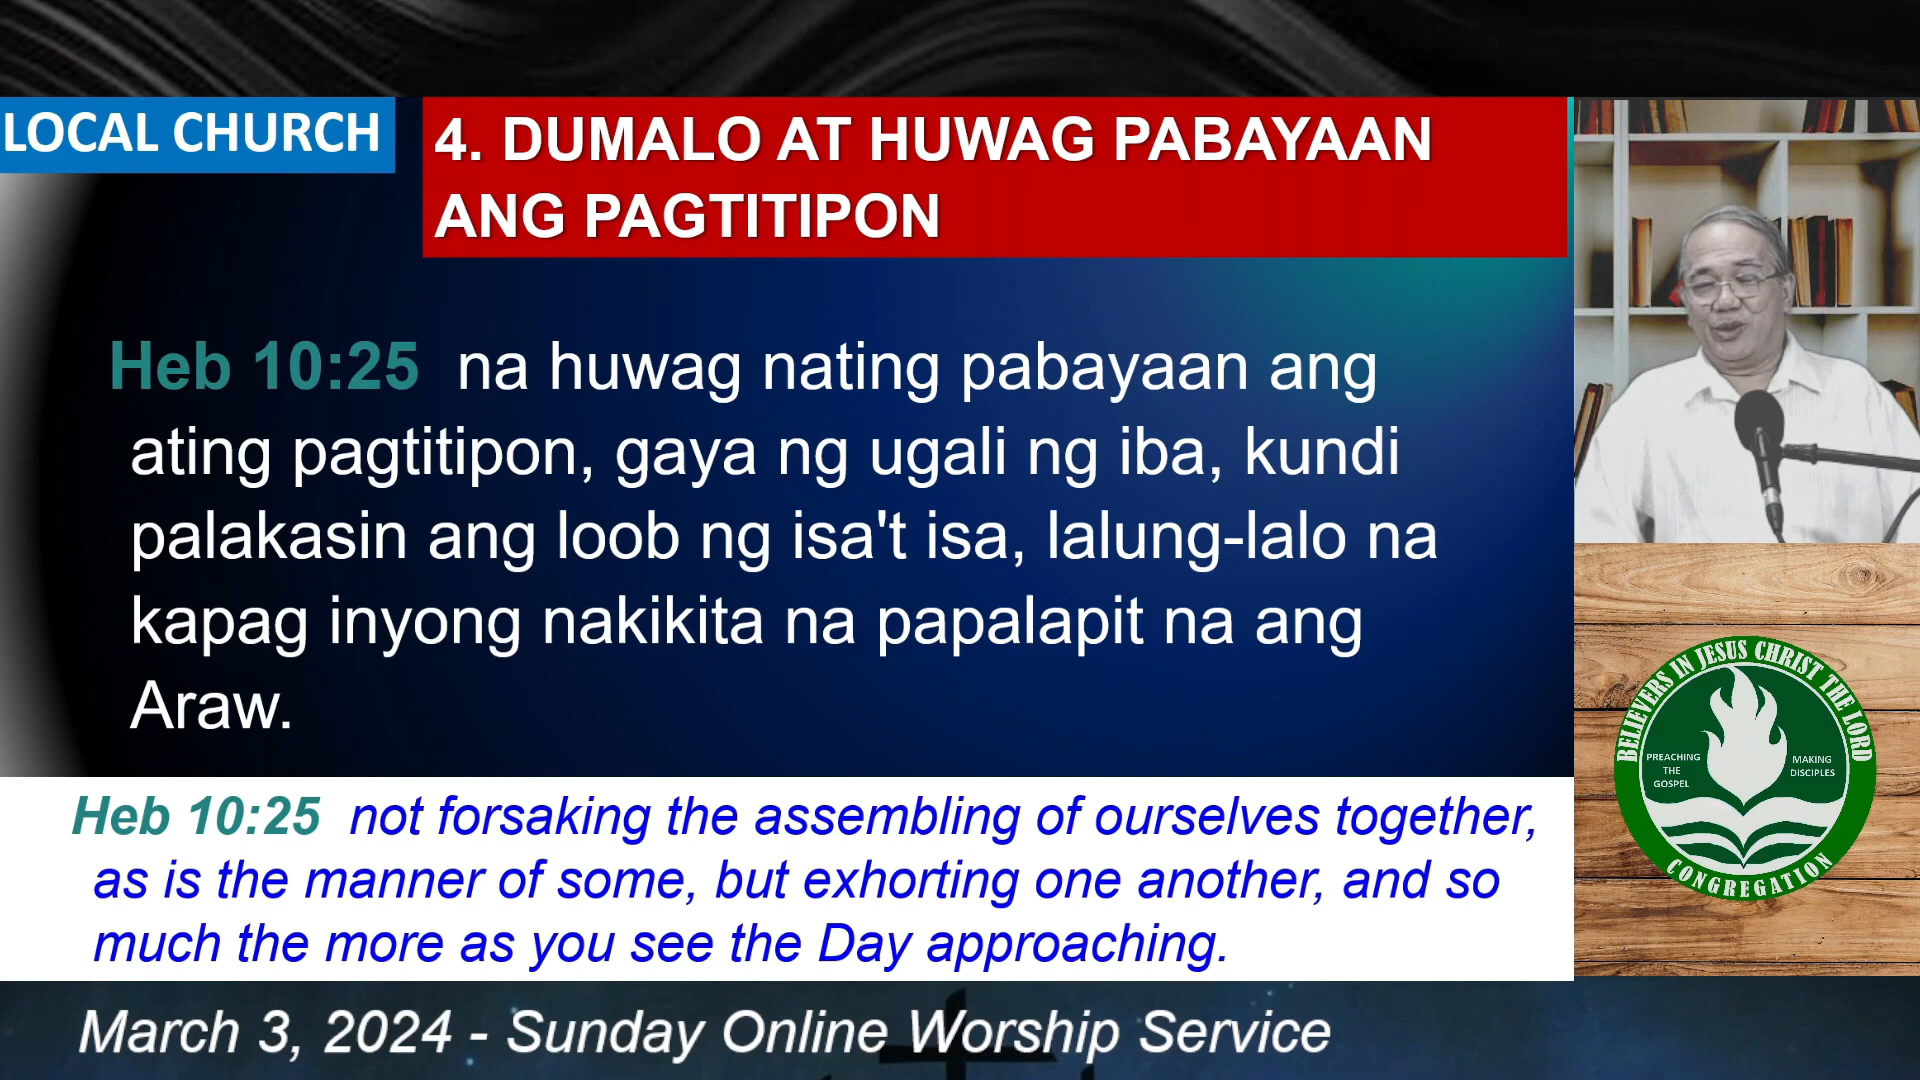 LOCAL CHURCH
4. DUMALO AT HUWAG PABAYAAN
ANG PAGTITIPON
Heb 10:25 na huwag nating pabayaan ang
ating pagtitipon, gaya ng ugali ng iba, kundi
palakasin ang loob ng isa't isa, lalung-lalo na
kapag inyong nakikita na papalapit na ang
Araw.
Heb 10:25 not forsaking the assembling of ourselves together,
as is the manner of some, but exhorting one another, and so
much the more as you see the Day approaching.
BELIEVERS IN JESUS CHRIST THE LORD
PREACHING
THE
GOSPEL
MAKING
DISCIPLES
CONGREGATION
March 3, 2024 - Sunday Online Worship Service